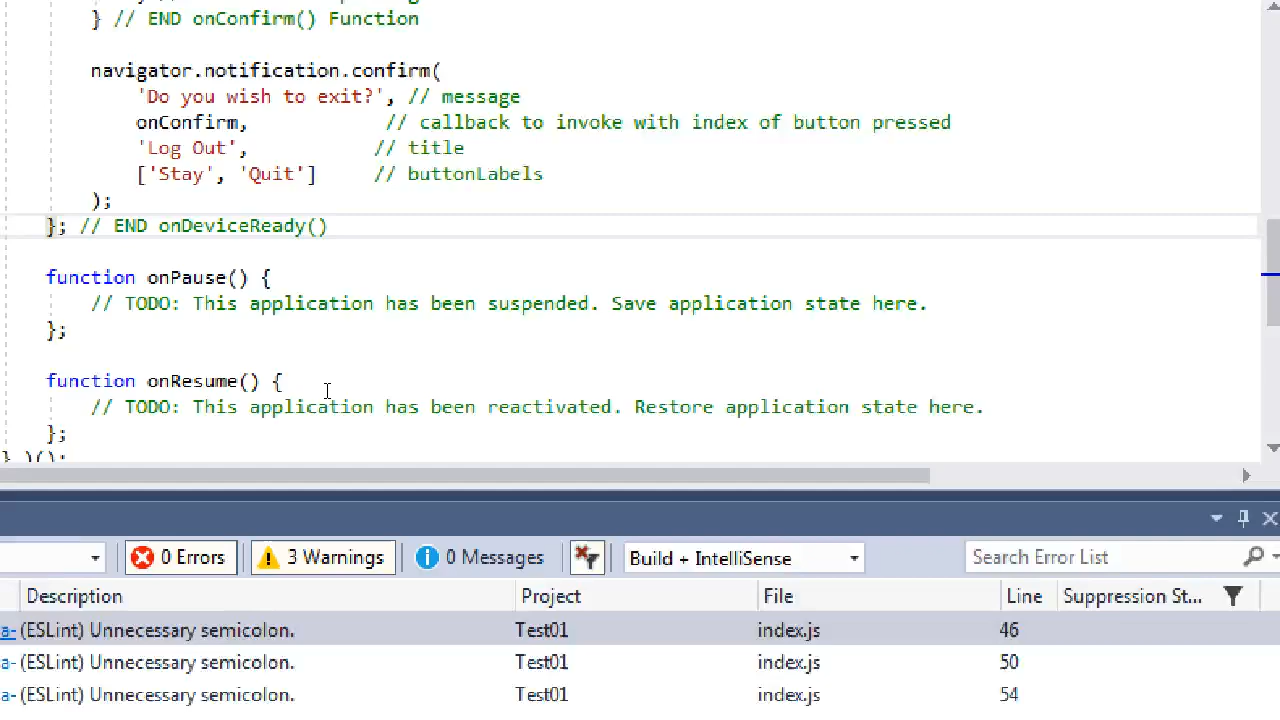 } // END onConfirm() Function
navigator.notification.confirm(
'Do you wish to exit?', // message
onConfirm, // callback to invoke with index of button pressed
'Log Out', // title
['Stay', 'Quit'] // buttonLabels
);
}; // END onDeviceReady()
function onPause() {
// TODO: This application has been suspended. Save application state here.
};
function onResume() {
// TODO: This application has been reactivated. Restore application state here.
};
} )();
0 Errors 3 Warnings 0 Messages Build + IntelliSense Search Error List
Description Project File Line Suppression St...
a- (ESLint) Unnecessary semicolon. Test01 index.js 46
a- (ESLint) Unnecessary semicolon. Test01 index.js 50
a- (ESLint) Unnecessary semicolon. Test01 index.js 54